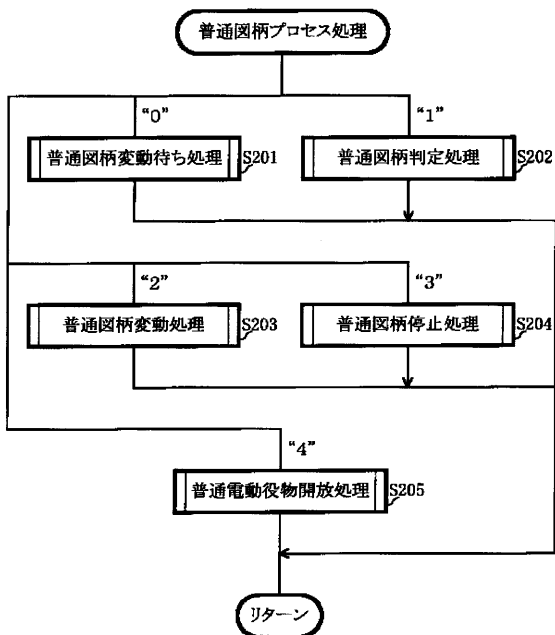 普通図柄プロセス処理
“0”
“1”
普通図柄変動待ち処理
S201
普通図柄判定処理
S202
“2”
“3”
普通図柄変動処理
S203
普通図柄停止処理
S204
“4”
普通電動役物開放処理
S205
リターン